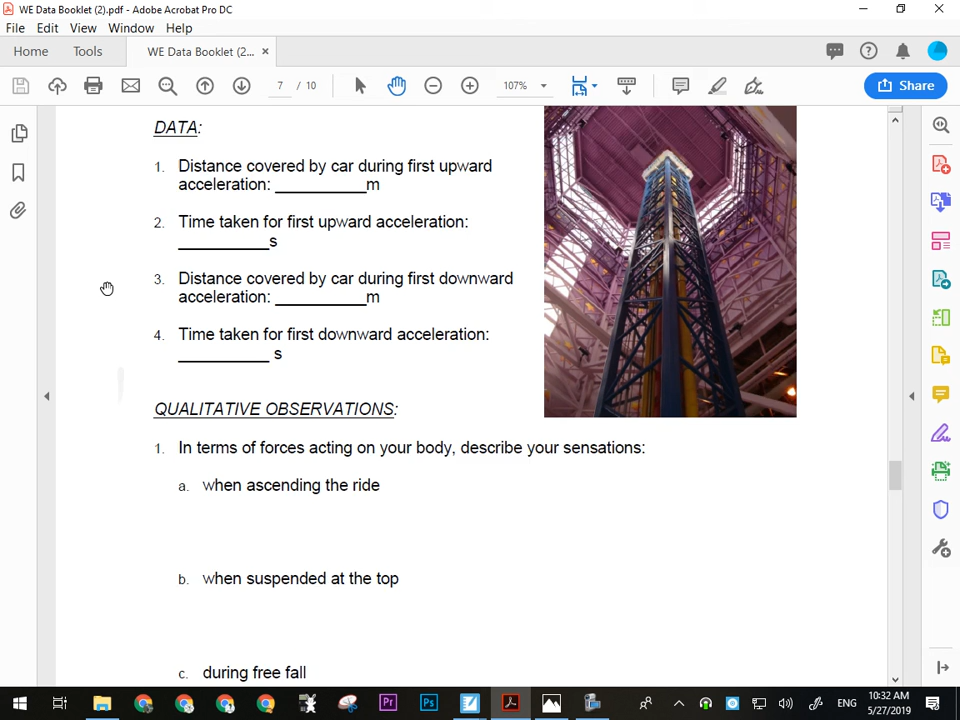 WE Data Booklet (2).pdf - Adobe Acrobat Pro DC
File Edit View Window Help
Home Tools WE Data Booklet (2... ×
7 / 10 107% Share
DATA:
1. Distance covered by car during first upward
acceleration: __________m
2. Time taken for first upward acceleration:
__________s
3. Distance covered by car during first downward
acceleration: __________m
4. Time taken for first downward acceleration:
__________ s
QUALITATIVE OBSERVATIONS:
1. In terms of forces acting on your body, describe your sensations:
a. when ascending the ride
b. when suspended at the top
c. during free fall
Pr Ps ENG 10:32 AM
5/27/2019